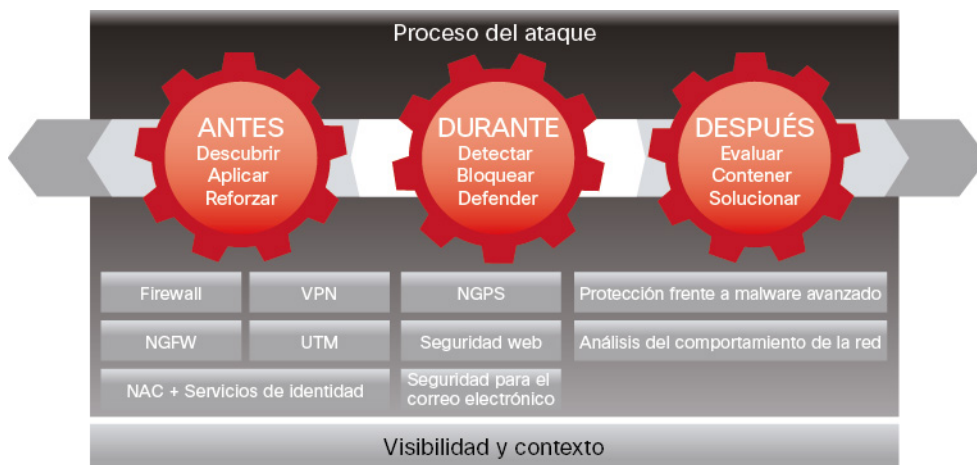 Proceso del ataque
ANTES
Descubrir
Aplicar
Reforzar
DURANTE
Detectar
Bloquear
Defender
DESPUÉS
Evaluar
Contener
Solucionar
Firewall
VPN
NGPS
Protección frente a malware avanzado
NGFW
UTM
Seguridad web
Análisis del comportamiento de la red
NAC + Servicios de identidad
Seguridad para el
correo electrónico
Visibilidad y contexto